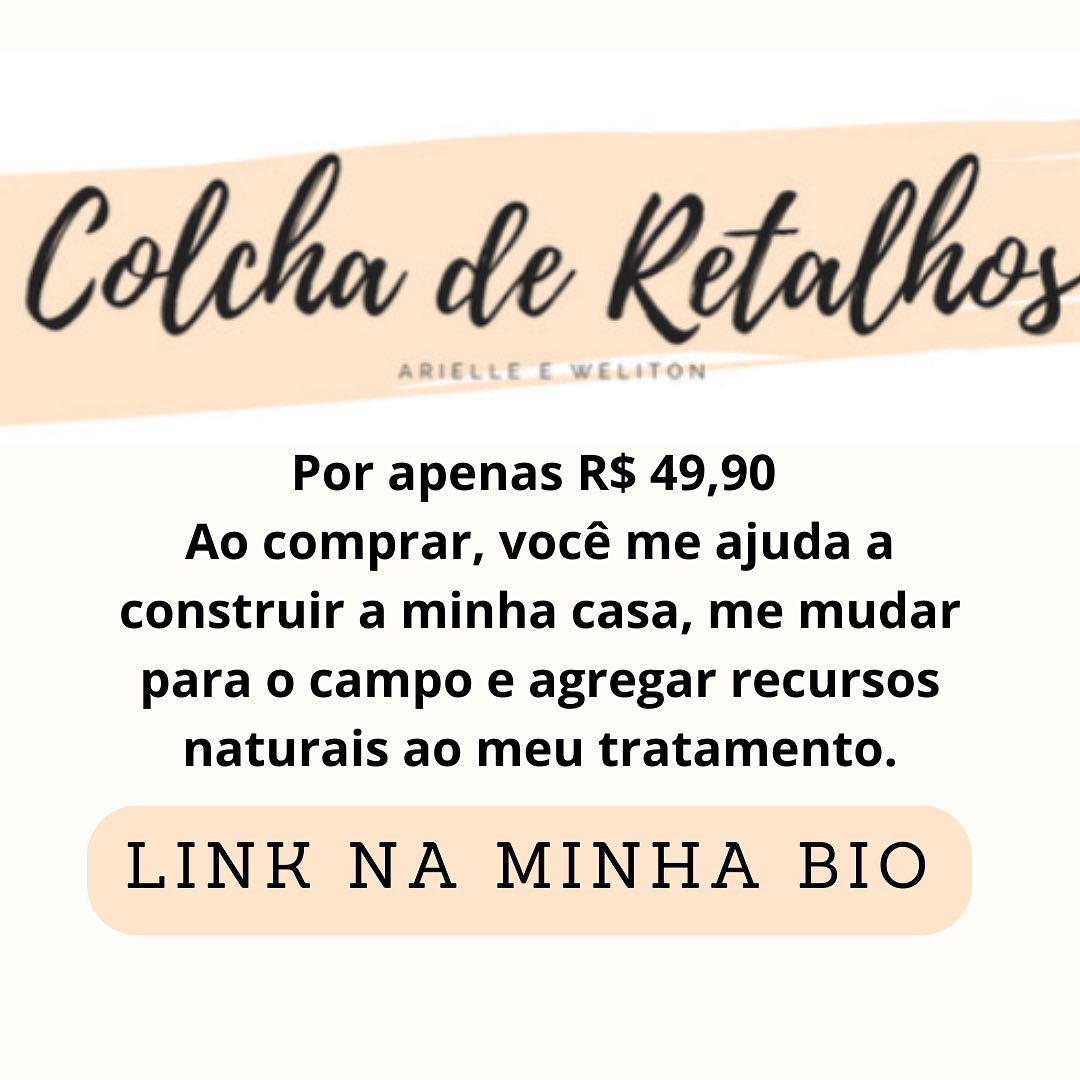 Colcha de Retalhos
ARIELLE E WELITON
Por apenas R$ 49,90
Ao comprar, você me ajuda a
construir a minha casa, me mudar
para o campo e agregar recursos
naturais ao meu tratamento.
LINK NA MINHA BIO